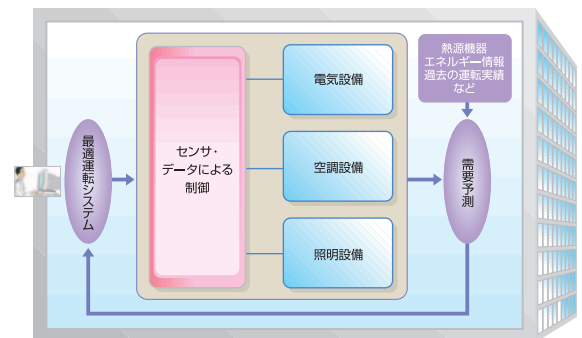 最適運転システム
センサ・
データによる
制御
電気設備
空調設備
照明設備
熱源機器
エネルギー情報
過去の運転実績
など
需要予測